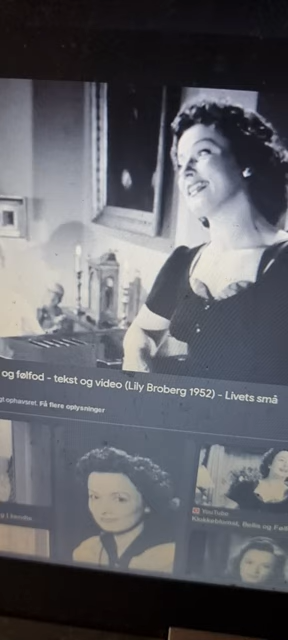 og følfod - tekst og video (Lily Broberg 1952) - Livets små
gt ophavsret. Få flere oplysninger
YouTube
Klokkeblomst, Bellis og Følf